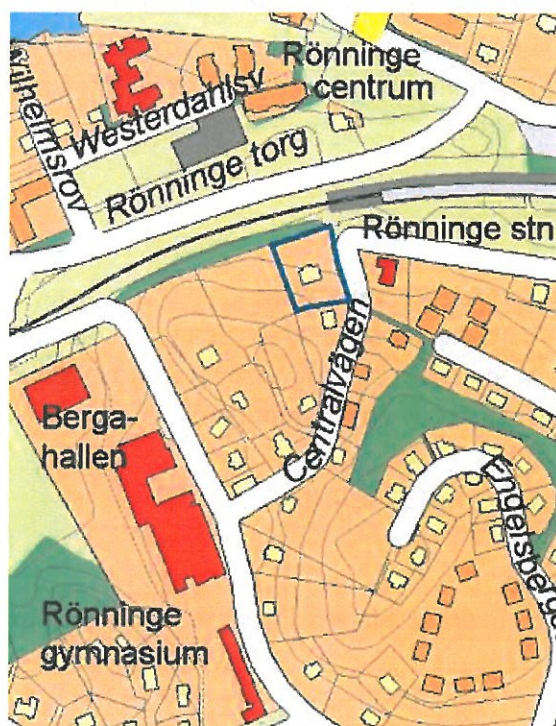 Rönninge
centrum
Westerdahlsv
Rönninge torg
Rönninge stn
Centralvägen
Berga-
hallen
Rönninge
gymnasium